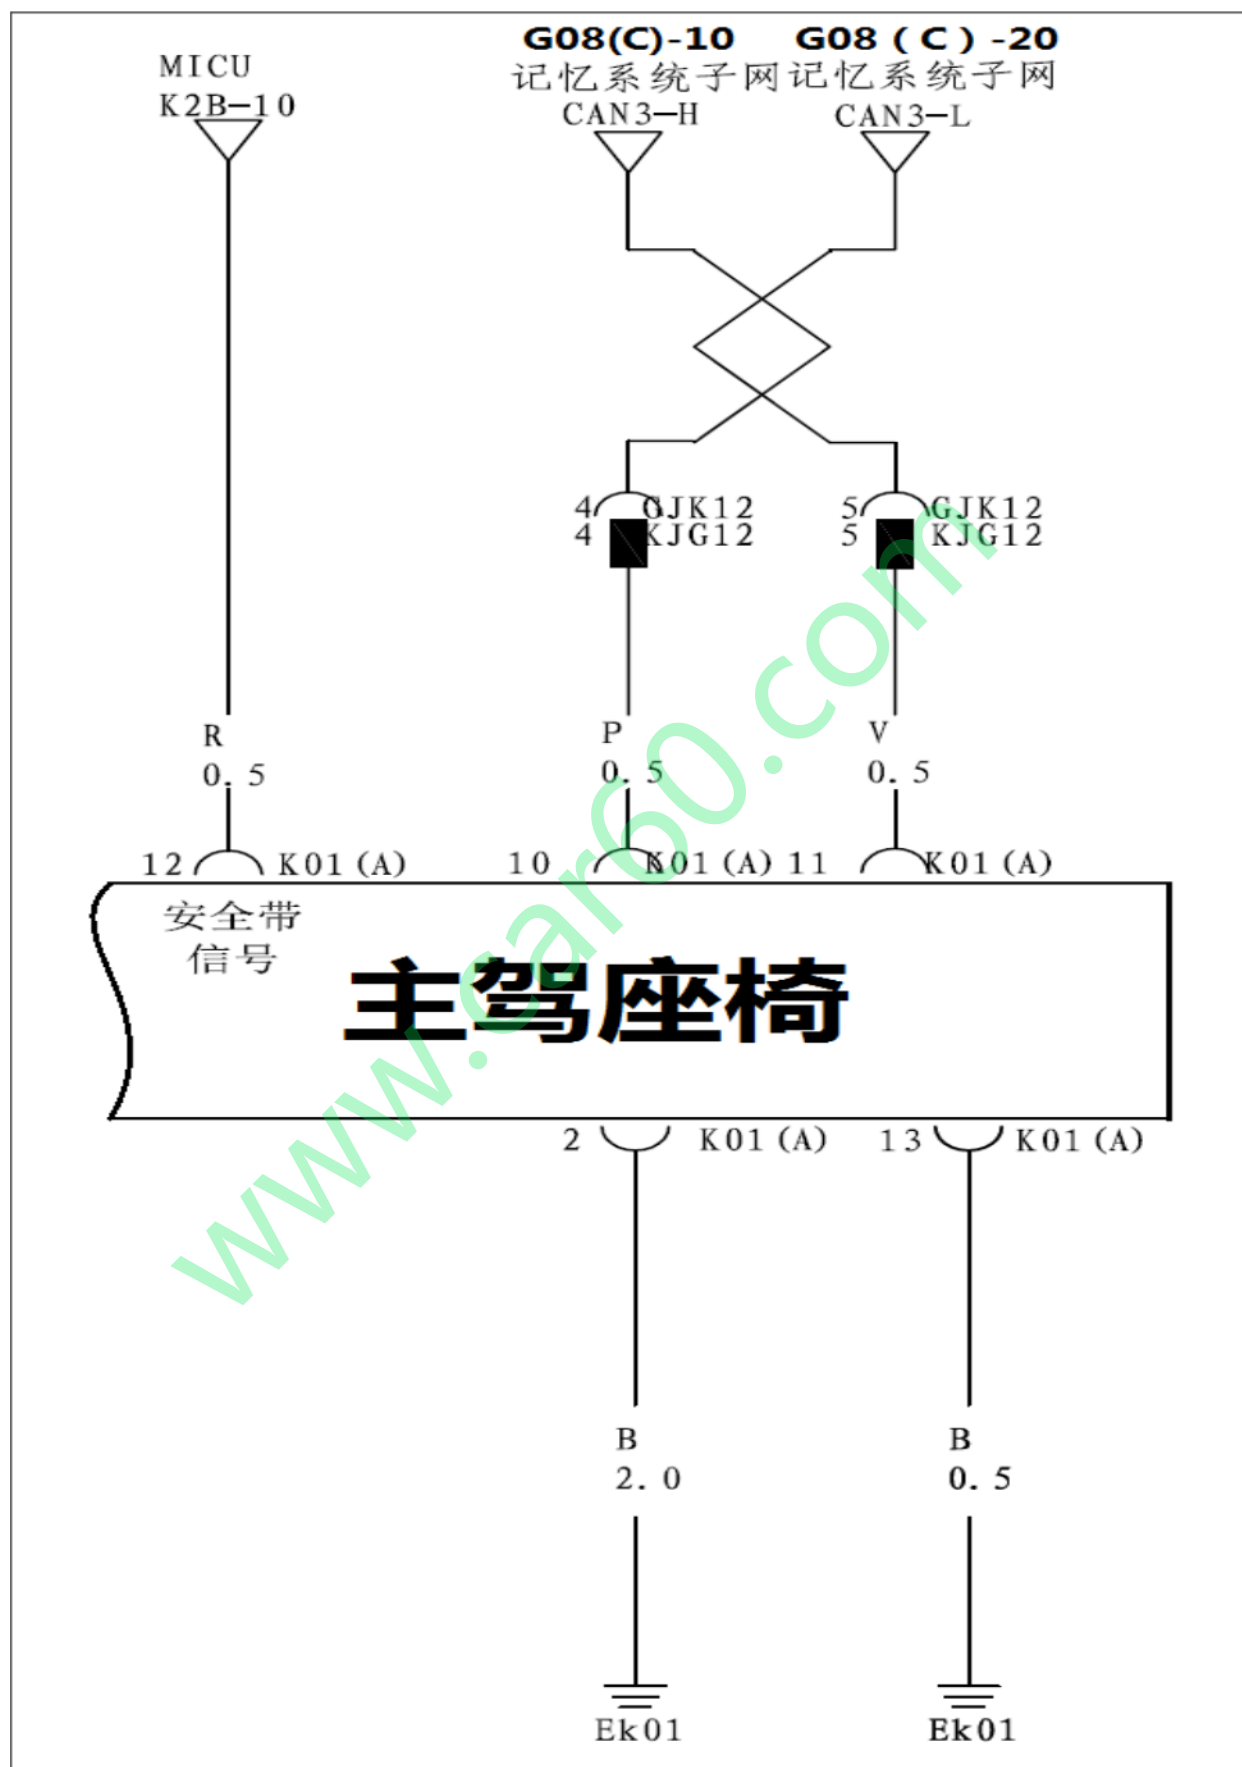 G08(C)-10 G08 ( C ) -20
MICU
K2B-10
记忆系统子网 记忆系统子网
CAN3-H CAN3-L
4 GJK12 5 GJK12
4 KJG12 5 KJG12
R P V
0.5 0.5 0.5
12 K01(A) 10 K01(A) 11 K01(A)
安全带
信号
主驾座椅
2 K01(A) 13 K01(A)
B B
2.0 0.5
Ek01 Ek01
www.car60.com